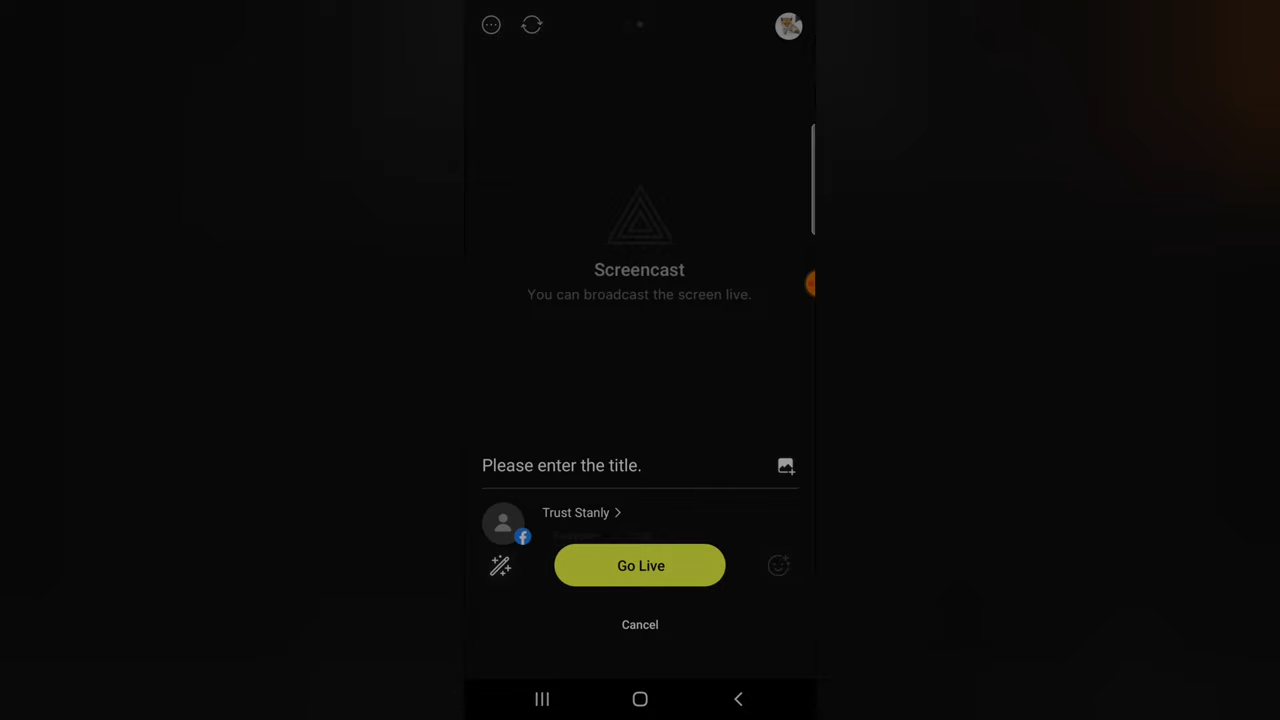 Screencast
You can broadcast the screen live.
Please enter the title.
Trust Stanly
Go Live
Cancel